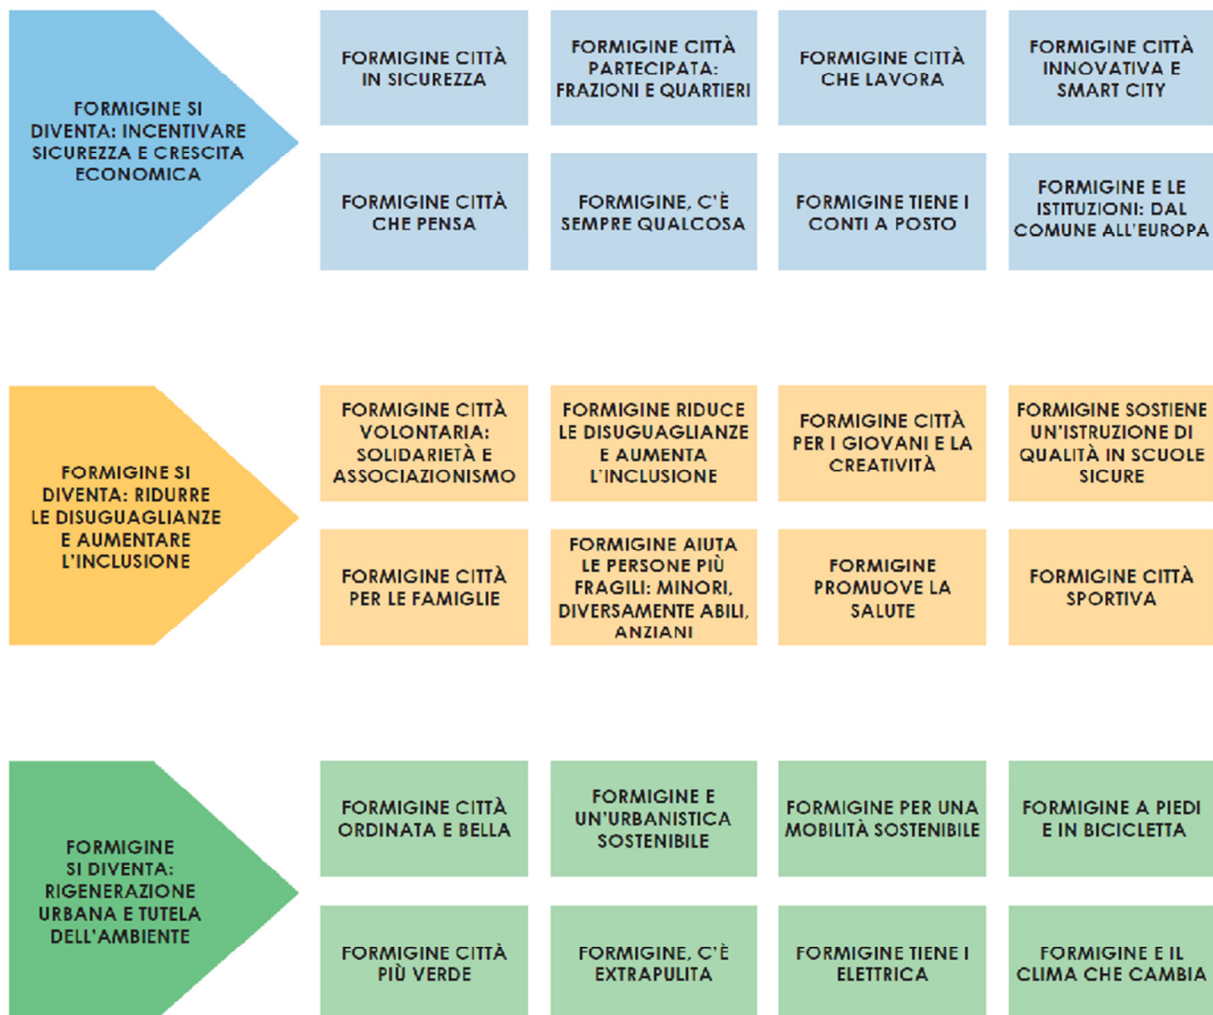 FORMIGINE SI
DIVENTA: INCENTIVARE
SICUREZZA E CRESCITA
ECONOMICA
FORMIGINE CITTÀ
IN SICUREZZA
FORMIGINE CITTÀ
PARTECIPATA:
FRAZIONI E QUARTIERI
FORMIGINE CITTÀ
CHE LAVORA
FORMIGINE CITTÀ
INNOVATIVA E
SMART CITY
FORMIGINE CITTÀ
CHE PENSA
FORMIGINE, C'È
SEMPRE QUALCOSA
FORMIGINE TIENE I
CONTI A POSTO
FORMIGINE E LE
ISTITUZIONI: DAL
COMUNE ALL'EUROPA
FORMIGINE SI
DIVENTA: RIDURRE
LE DISUGUAGLIANZE
E AUMENTARE
L'INCLUSIONE
FORMIGINE CITTÀ
VOLONTARIA:
SOLIDARIETÀ E
ASSOCIAZIONISMO
FORMIGINE RIDUCE
LE DISUGUAGLIANZE
E AUMENTA
L'INCLUSIONE
FORMIGINE CITTÀ
PER I GIOVANI E LA
CREATIVITÀ
FORMIGINE SOSTIENE
UN'ISTRUZIONE DI
QUALITÀ IN SCUOLE
SICURE
FORMIGINE CITTÀ
PER LE FAMIGLIE
FORMIGINE AIUTA
LE PERSONE PIÙ
FRAGILI: MINORI,
DIVERSAMENTE ABILI,
ANZIANI
FORMIGINE
PROMUOVE LA
SALUTE
FORMIGINE CITTÀ
SPORTIVA
FORMIGINE
SI DIVENTA:
RIGENERAZIONE
URBANA E TUTELA
DELL'AMBIENTE
FORMIGINE CITTÀ
ORDINATA E BELLA
FORMIGINE E
UN'URBANISTICA
SOSTENIBILE
FORMIGINE PER UNA
MOBILITÀ SOSTENIBILE
FORMIGINE A PIEDI
E IN BICICLETTA
FORMIGINE CITTÀ
PIÙ VERDE
FORMIGINE, C'È
EXTRAPULITA
FORMIGINE TIENE I
ELETTRICA
FORMIGINE E IL
CLIMA CHE CAMBIA